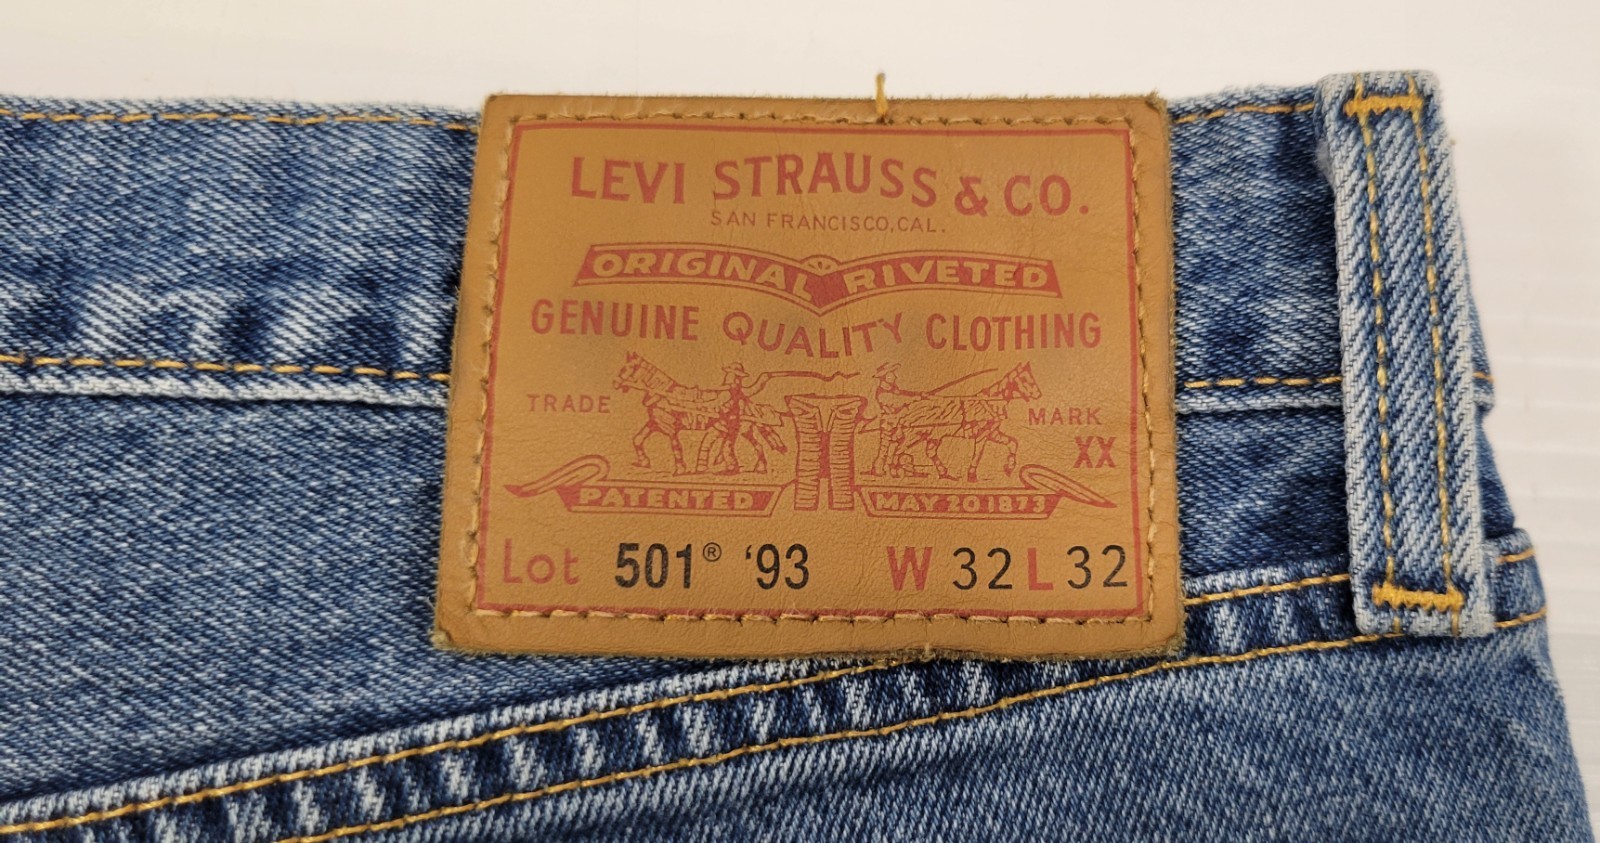 LEVI STRAUSS & CO.
SAN FRANCISCO, CAL.
ORIGINAL RIVETED
GENUINE QUALITY CLOTHING
TRADE MARK
XX
PATENTED MAY 20 1873
Lot 501® '93 W 32 L 32